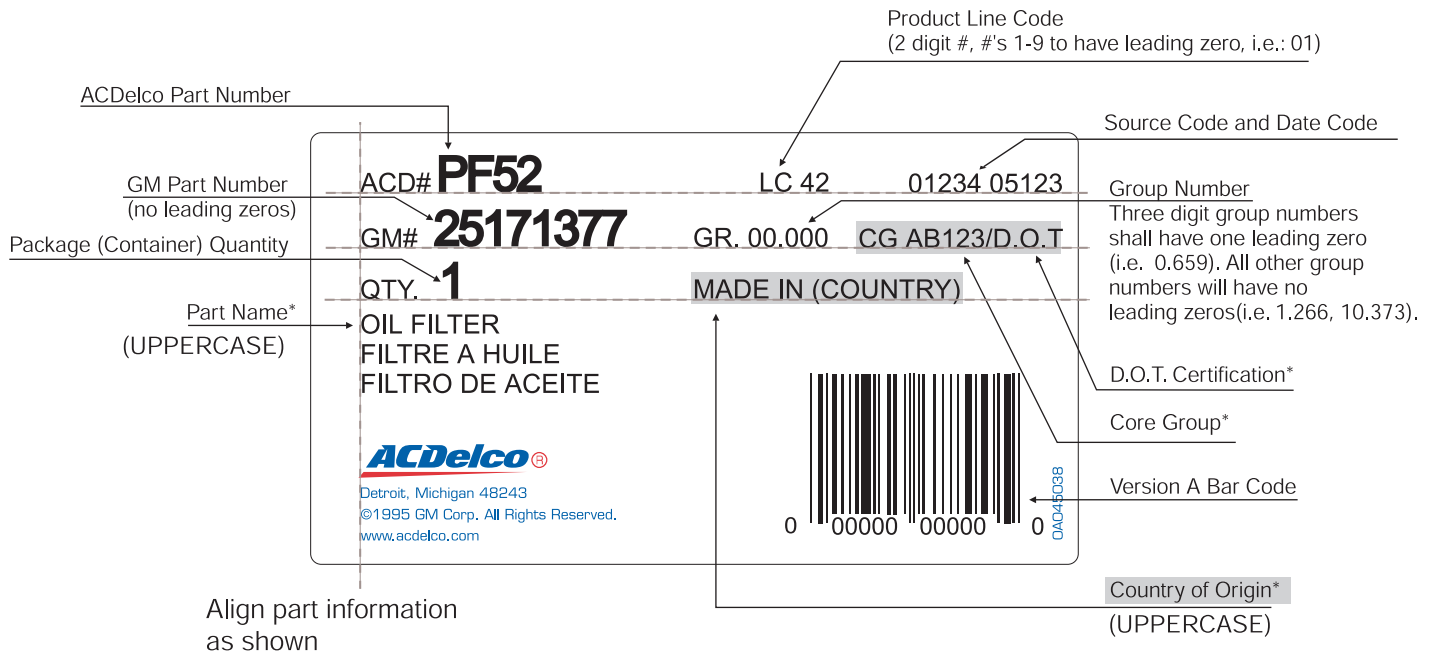 Product Line Code
(2 digit #, #'s 1-9 to have leading zero, i.e.: 01)
ACDelco Part Number
Source Code and Date Code
GM Part Number
(no leading zeros)
Package (Container) Quantity
Part Name*
(UPPERCASE)
ACD# PF52 LC 42 01234 05123
GM# 25171377 GR. 00.000 CG AB123/D.O.T
QTY. 1 MADE IN (COUNTRY)
OIL FILTER
FILTRE A HUILE
FILTRO DE ACEITE
ACDelco ®
Detroit, Michigan 48243
©1995 GM Corp. All Rights Reserved.
www.acdelco.com
0 00000 00000 0
0A045038
Group Number
Three digit group numbers
shall have one leading zero
(i.e. 0.659). All other group
numbers will have no
leading zeros(i.e. 1.266, 10.373).
D.O.T. Certification*
Core Group*
Version A Bar Code
Country of Origin*
(UPPERCASE)
Align part information
as shown